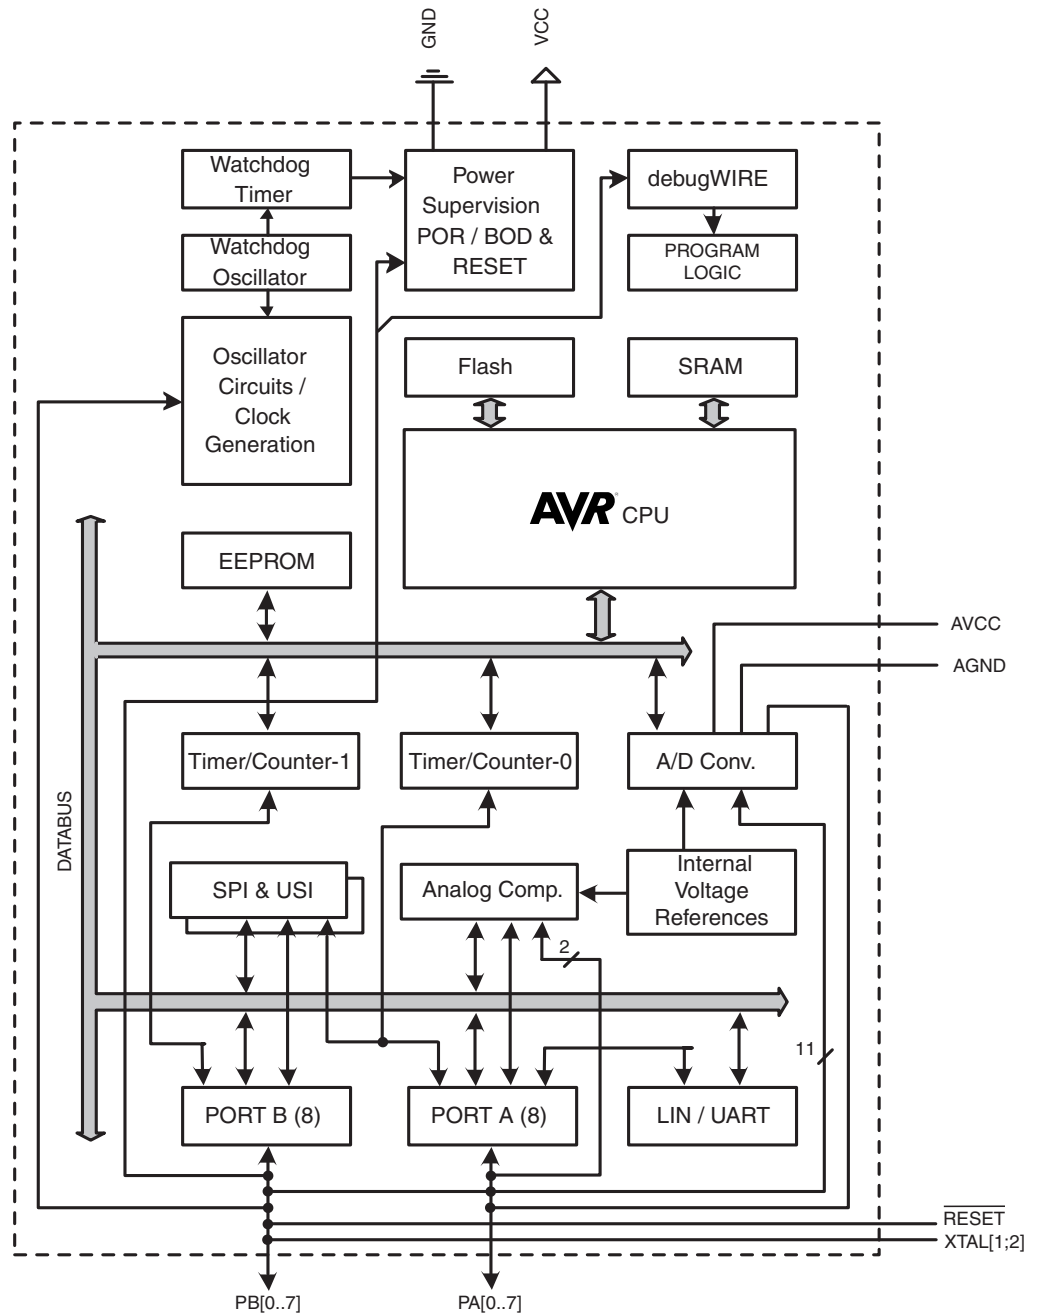 GND
VCC
Watchdog
Timer
Power
Supervision
POR / BOD &
RESET
debugWIRE
Watchdog
Oscillator
PROGRAM
LOGIC
Oscillator
Circuits /
Clock
Generation
Flash
SRAM
AVR® CPU
EEPROM
AVCC
AGND
Timer/Counter-1
Timer/Counter-0
A/D Conv.
DATABUS
SPI & USI
Analog Comp.
Internal
Voltage
References
2
11
PORT B (8)
PORT A (8)
LIN / UART
RESET
XTAL[1;2]
PB[0..7]
PA[0..7]